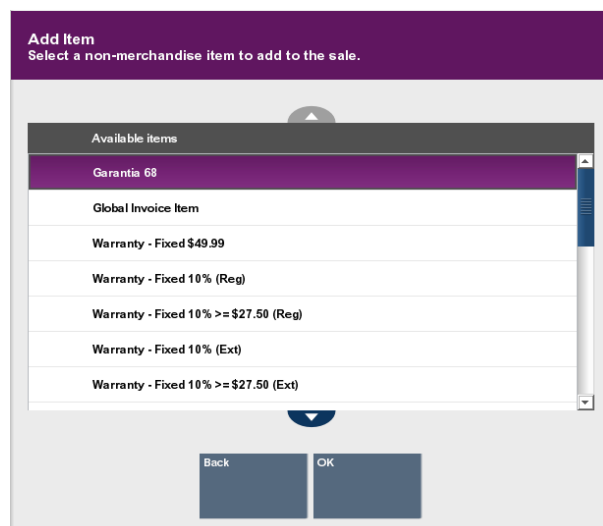 Add Item
Select a non-merchandise item to add to the sale.
Available items
Garantia 68
Global Invoice Item
Warranty - Fixed $49.99
Warranty - Fixed 10% (Reg)
Warranty - Fixed 10% >= $27.50 (Reg)
Warranty - Fixed 10% (Ext)
Warranty - Fixed 10% >= $27.50 (Ext)
Back
OK